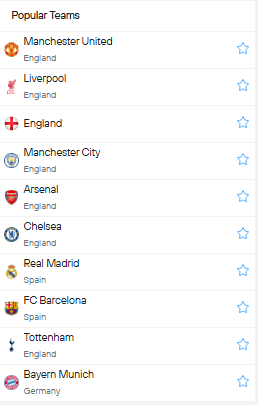 Popular Teams
Manchester United
England
Liverpool
England
England
Manchester City
England
Arsenal
England
Chelsea
England
Real Madrid
Spain
FC Barcelona
Spain
Tottenham
England
Bayern Munich
Germany